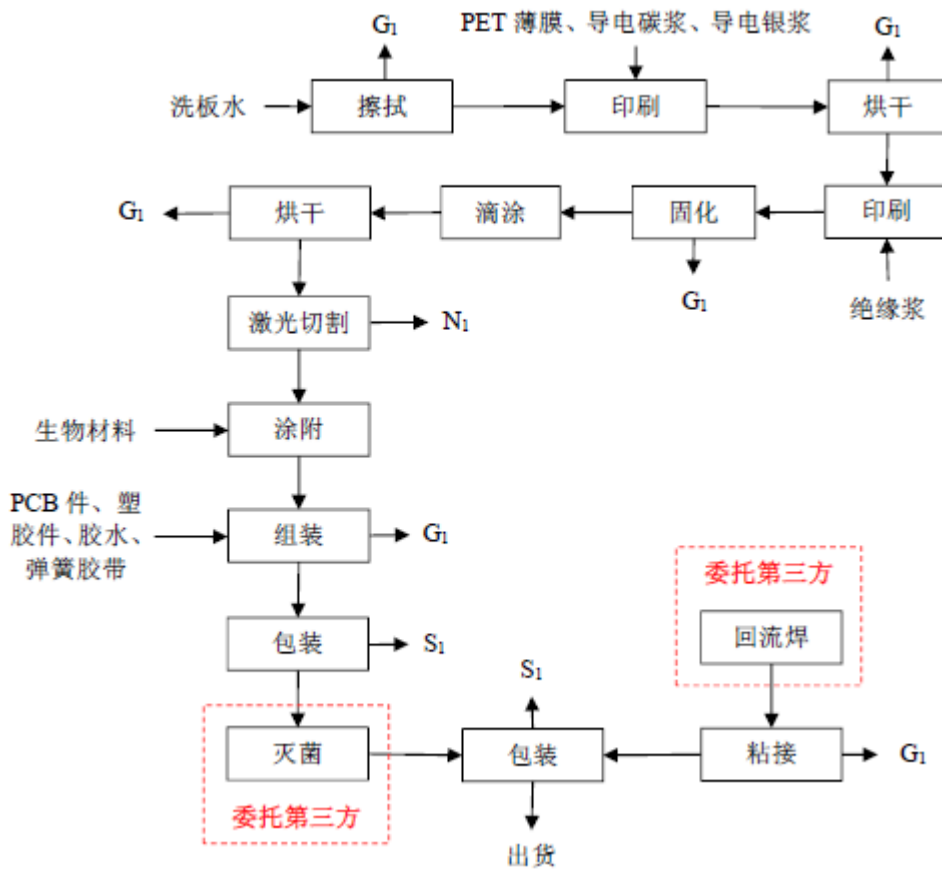 G₁
PET 薄膜、导电碳浆、导电银浆
G₁
洗板水
擦拭
印刷
烘干
G₁
烘干
滴涂
固化
印刷
G₁
绝缘浆
激光切割
N₁
生物材料
涂附
PCB 件、塑
胶件、胶水、
弹簧胶带
组装
G₁
委托第三方
回流焊
包装
S₁
S₁
灭菌
包装
粘接
G₁
委托第三方
出货